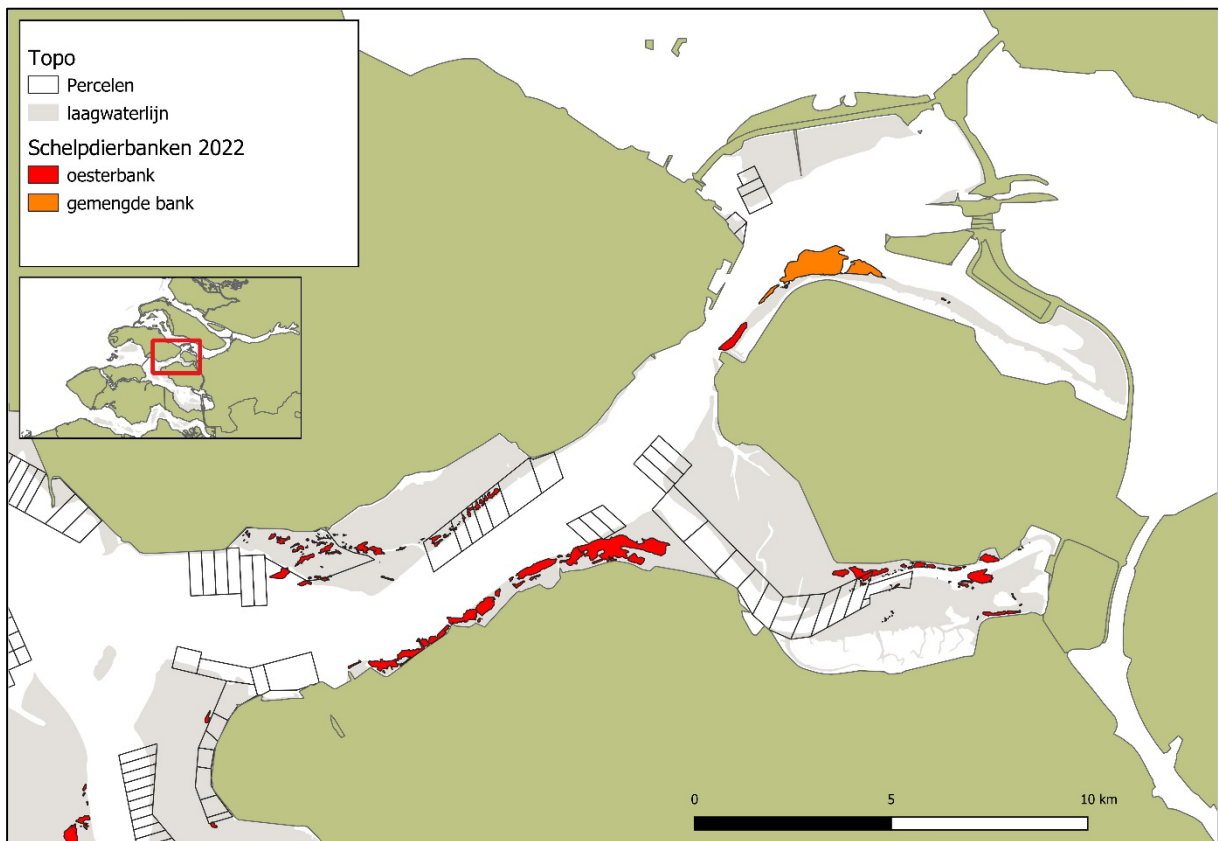 Topo
Percelen
laagwaterlijn
Schelpdierbanken 2022
oesterbank
gemengde bank
0 5 10 km